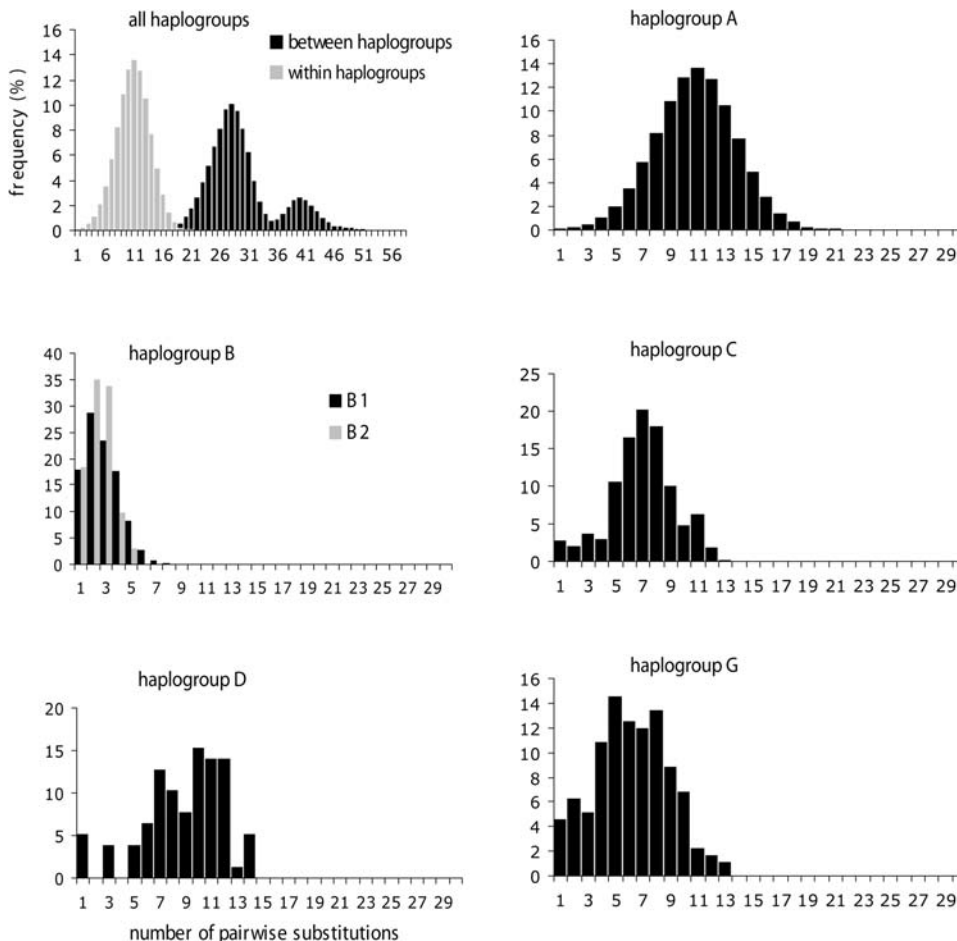 all haplogroups
between haplogroups
within haplogroups
frequency (%)
16
14
12
10
8
6
4
2
0
1 6 11 16 21 26 31 36 41 46 51 56
haplogroup A
16
14
12
10
8
6
4
2
0
1 3 5 7 9 11 13 15 17 19 21 23 25 27 29
haplogroup B
B 1
B 2
40
35
30
25
20
15
10
5
0
1 3 5 7 9 11 13 15 17 19 21 23 25 27 29
haplogroup C
25
20
15
10
5
0
1 3 5 7 9 11 13 15 17 19 21 23 25 27 29
haplogroup D
20
15
10
5
0
1 3 5 7 9 11 13 15 17 19 21 23 25 27 29
number of pairwise substitutions
haplogroup G
16
14
12
10
8
6
4
2
0
1 3 5 7 9 11 13 15 17 19 21 23 25 27 29